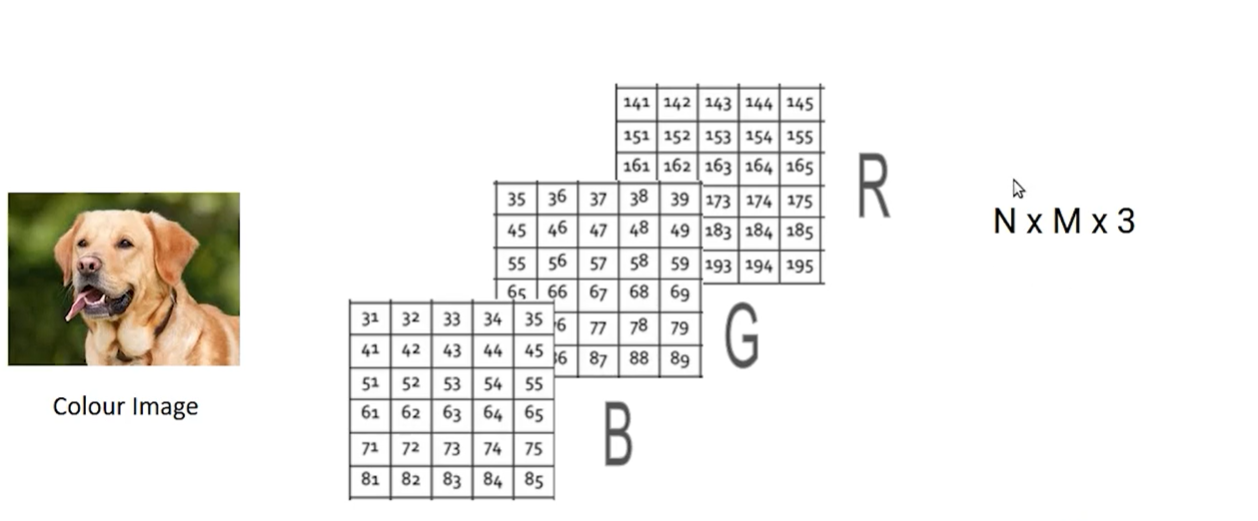 141 142 143 144 145
151 152 153 154 155
161 162 163 164 165
173 174 175
183 184 185
193 194 195
R
35 36 37 38 39
45 46 47 48 49
55 56 57 58 59
65 66 67 68 69
77 78 79
87 88 89
G
31 32 33 34 35
41 42 43 44 45
51 52 53 54 55
61 62 63 64 65
71 72 73 74 75
81 82 83 84 85
B
N x M x 3
Colour Image